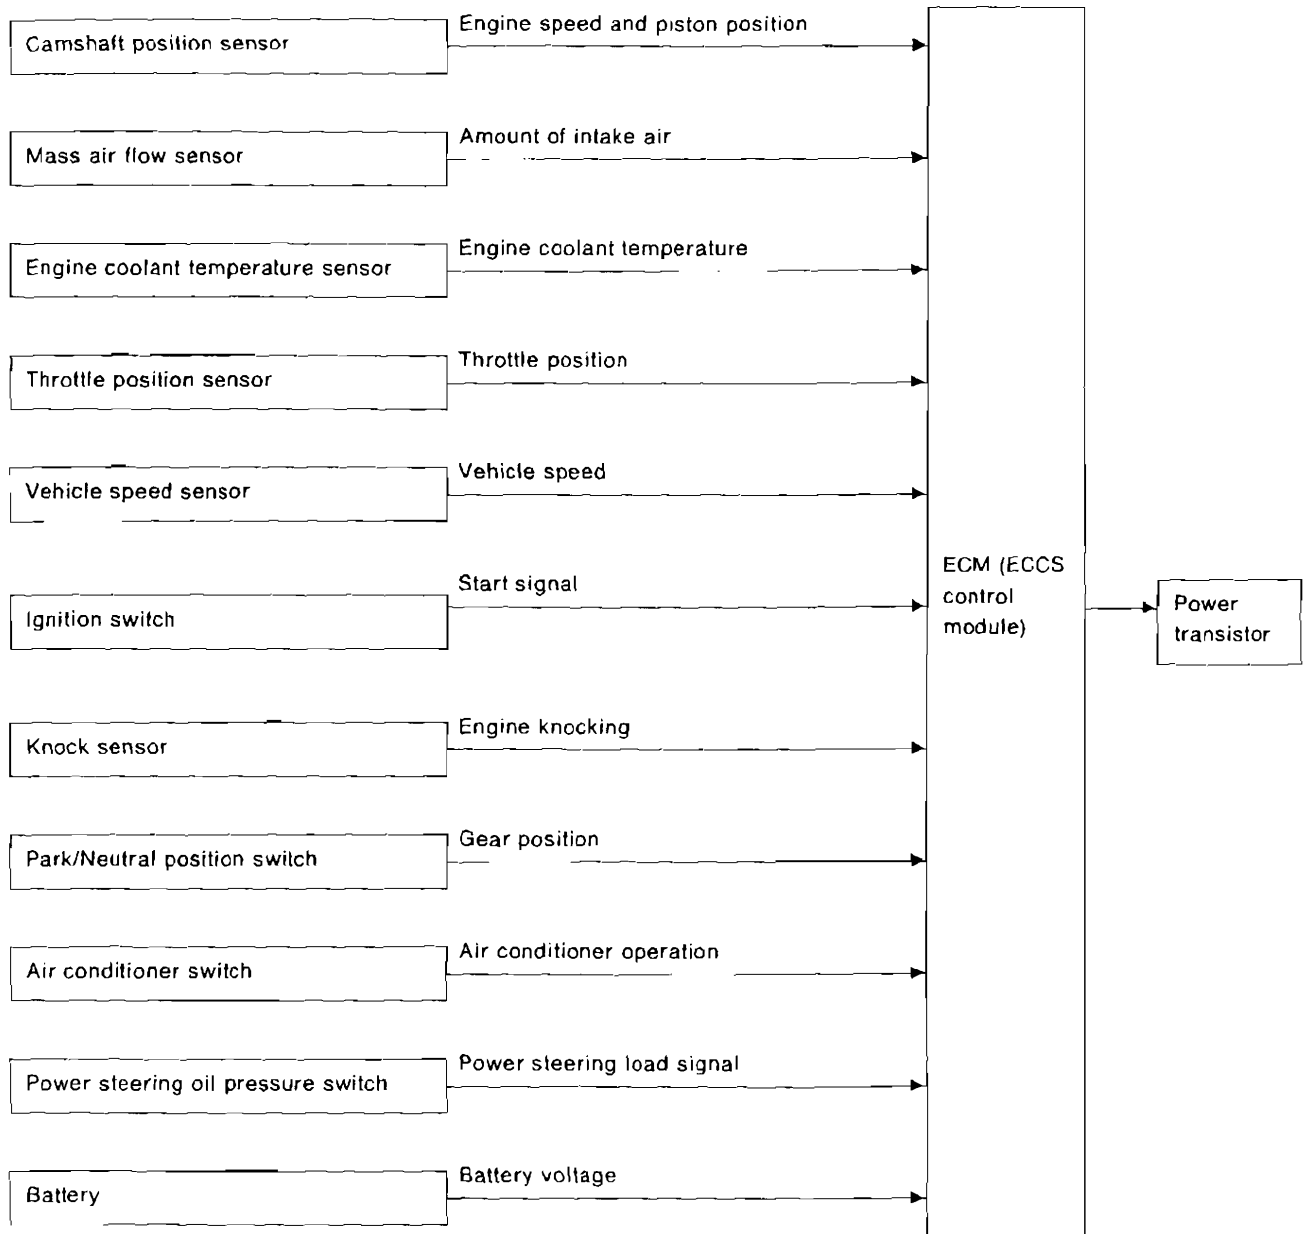 Camshaft position sensor
Engine speed and piston position
Mass air flow sensor
Amount of intake air
Engine coolant temperature sensor
Engine coolant temperature
Throttle position sensor
Throttle position
Vehicle speed sensor
Vehicle speed
Ignition switch
Start signal
Knock sensor
Engine knocking
Park/Neutral position switch
Gear position
Air conditioner switch
Air conditioner operation
Power steering oil pressure switch
Power steering load signal
Battery
Battery voltage
ECM (ECCS
control
module)
Power
transistor